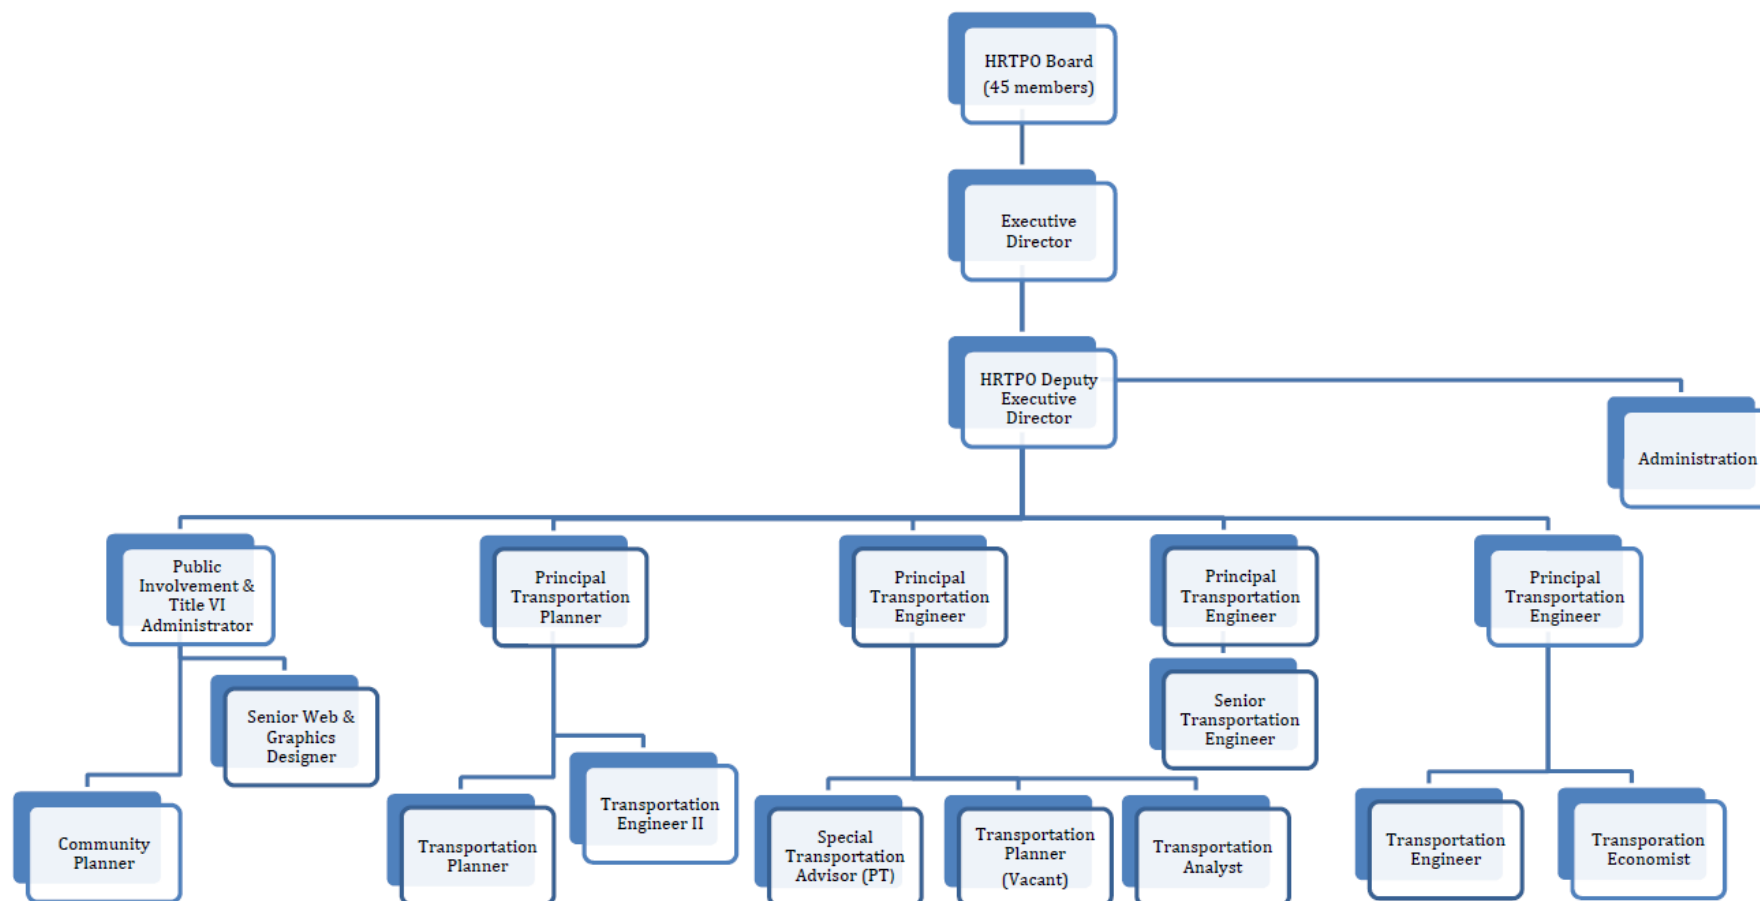 HRTPO Board
(45 members)
Executive
Director
HRTPO Deputy
Executive
Director
Administration
Public
Involvement &
Title VI
Administrator
Principal
Transportation
Planner
Principal
Transportation
Engineer
Principal
Transportation
Engineer
Principal
Transportation
Engineer
Senior Web &
Graphics
Designer
Senior
Transportation
Engineer
Community
Planner
Transportation
Planner
Transportation
Engineer II
Special
Transportation
Advisor (PT)
Transportation
Planner
(Vacant)
Transportation
Analyst
Transportation
Engineer
Transporation
Economist